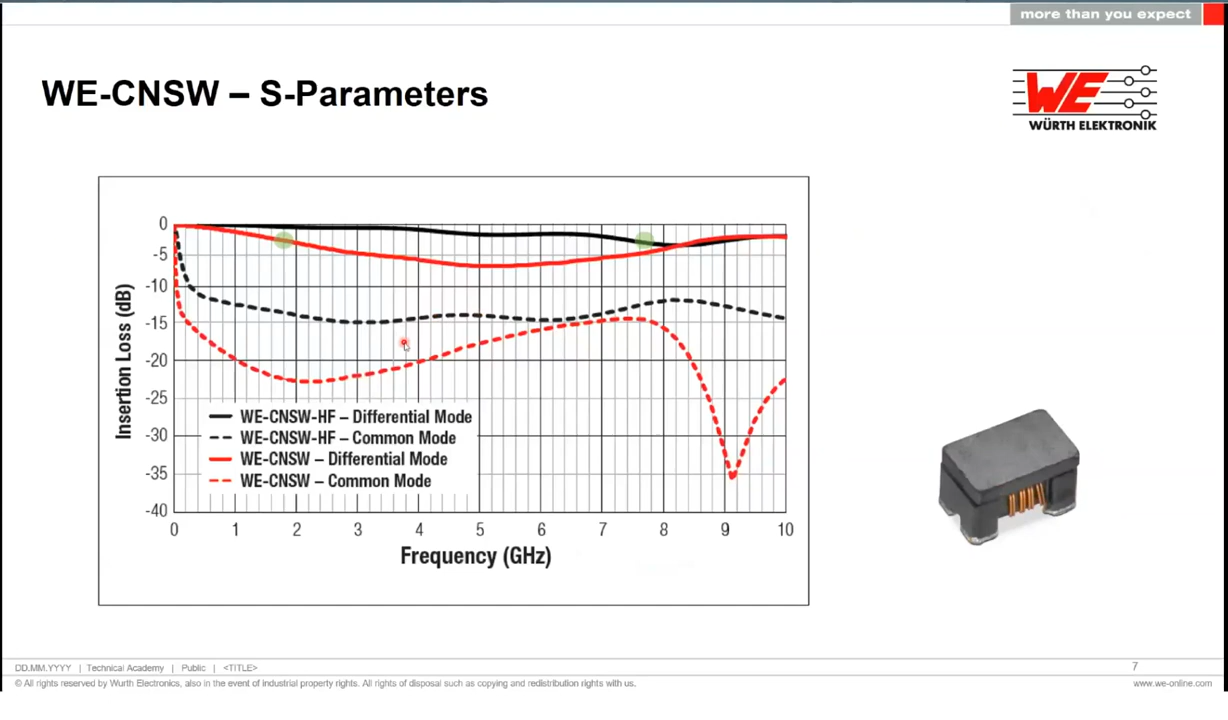 more than you expect
WE-CNSW – S-Parameters
WE
WÜRTH ELEKTRONIK
Insertion Loss (dB)
0
-5
-10
-15
-20
-25
-30
-35
-40
WE-CNSW-HF – Differential Mode
WE-CNSW-HF – Common Mode
WE-CNSW – Differential Mode
WE-CNSW – Common Mode
0 1 2 3 4 5 6 7 8 9 10
Frequency (GHz)
DD.MM.YYYY | Technical Academy | Public | <TITLE> 7
© All rights reserved by Wurth Electronics, also in the event of industrial property rights. All rights of disposal such as copying and redistribution rights with us. www.we-online.com